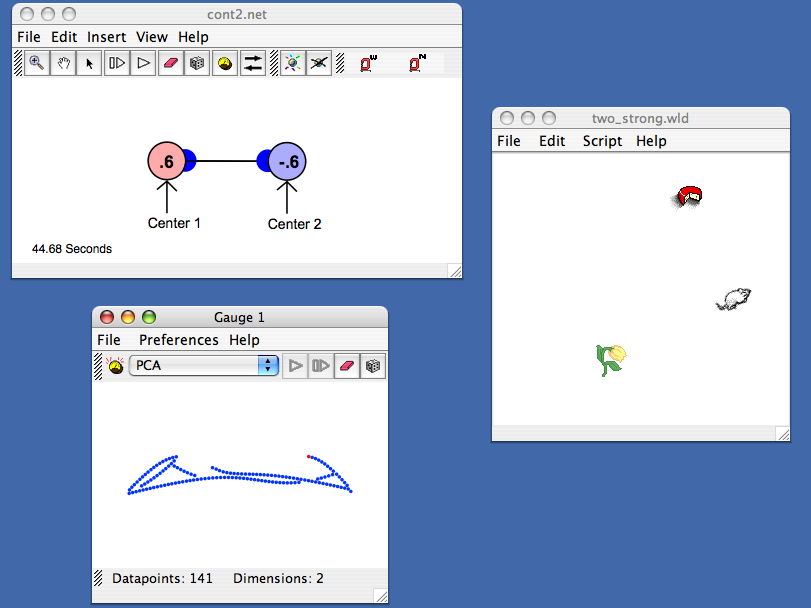 cont2.net
File Edit Insert View Help
W N
.6 -.6
Center 1 Center 2
44.68 Seconds
two_strong.wld
File Edit Script Help
Gauge 1
File Preferences Help
PCA
Datapoints: 141 Dimensions: 2